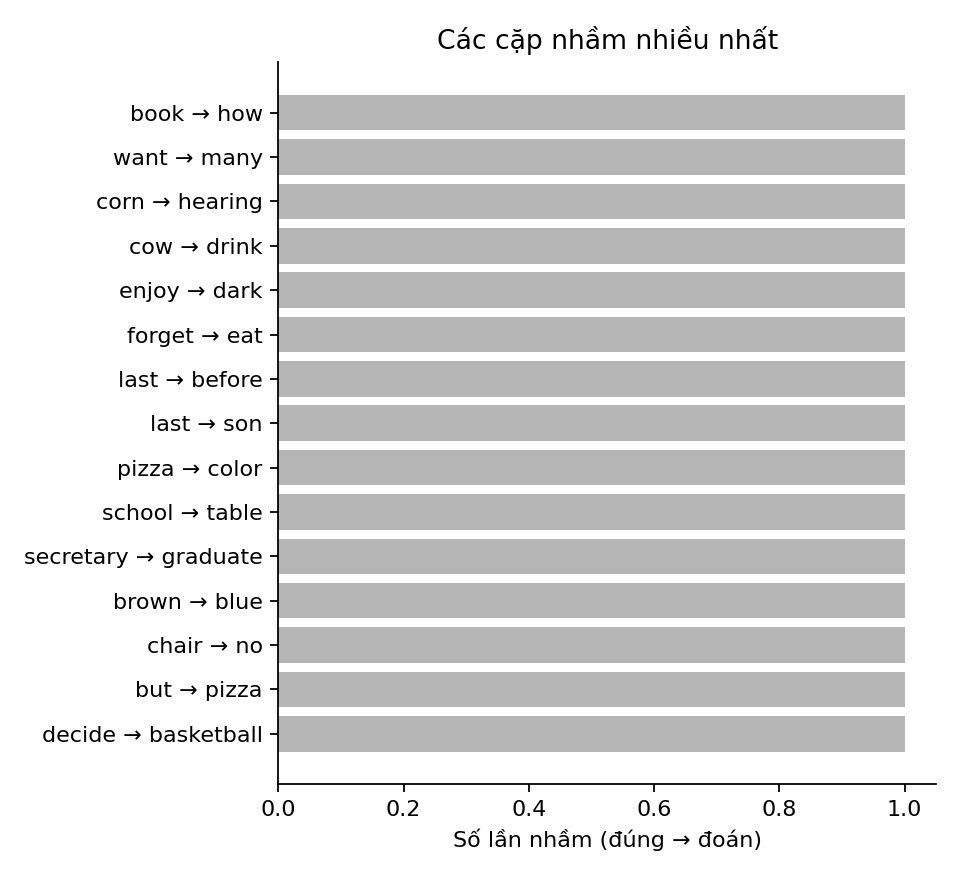 Các cặp nhầm nhiều nhất
book → how
want → many
corn → hearing
cow → drink
enjoy → dark
forget → eat
last → before
last → son
pizza → color
school → table
secretary → graduate
brown → blue
chair → no
but → pizza
decide → basketball
0.0 0.2 0.4 0.6 0.8 1.0
Số lần nhầm (đúng → đoán)